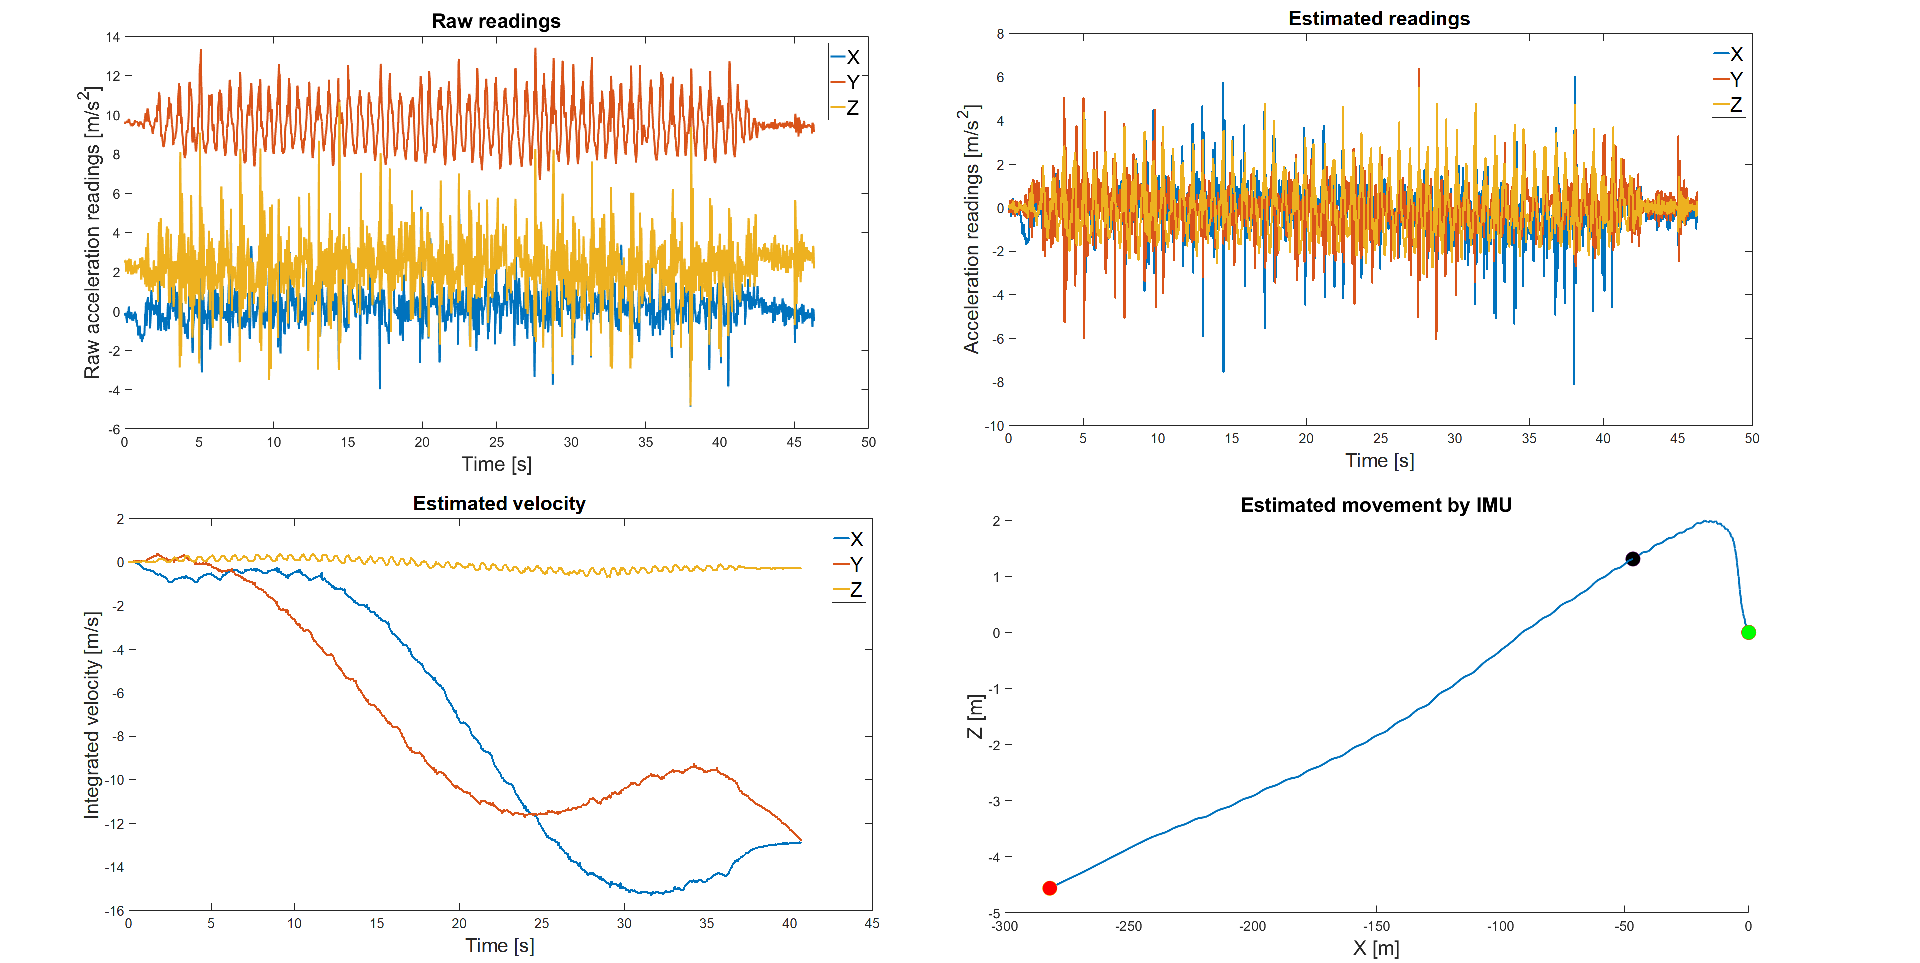 Raw readings
Raw acceleration readings [m/s2]
14
12
10
8
6
4
2
0
-2
-4
-6
0 5 10 15 20 25 30 35 40 45 50
Time [s]
X
Y
Z
Estimated readings
Acceleration readings [m/s2]
8
6
4
2
0
-2
-4
-6
-8
-10
0 5 10 15 20 25 30 35 40 45 50
Time [s]
X
Y
Z
Estimated velocity
Integrated velocity [m/s]
2
0
-2
-4
-6
-8
-10
-12
-14
-16
0 5 10 15 20 25 30 35 40 45
Time [s]
X
Y
Z
Estimated movement by IMU
Z [m]
2
1
0
-1
-2
-3
-4
-5
-300 -250 -200 -150 -100 -50 0
X [m]